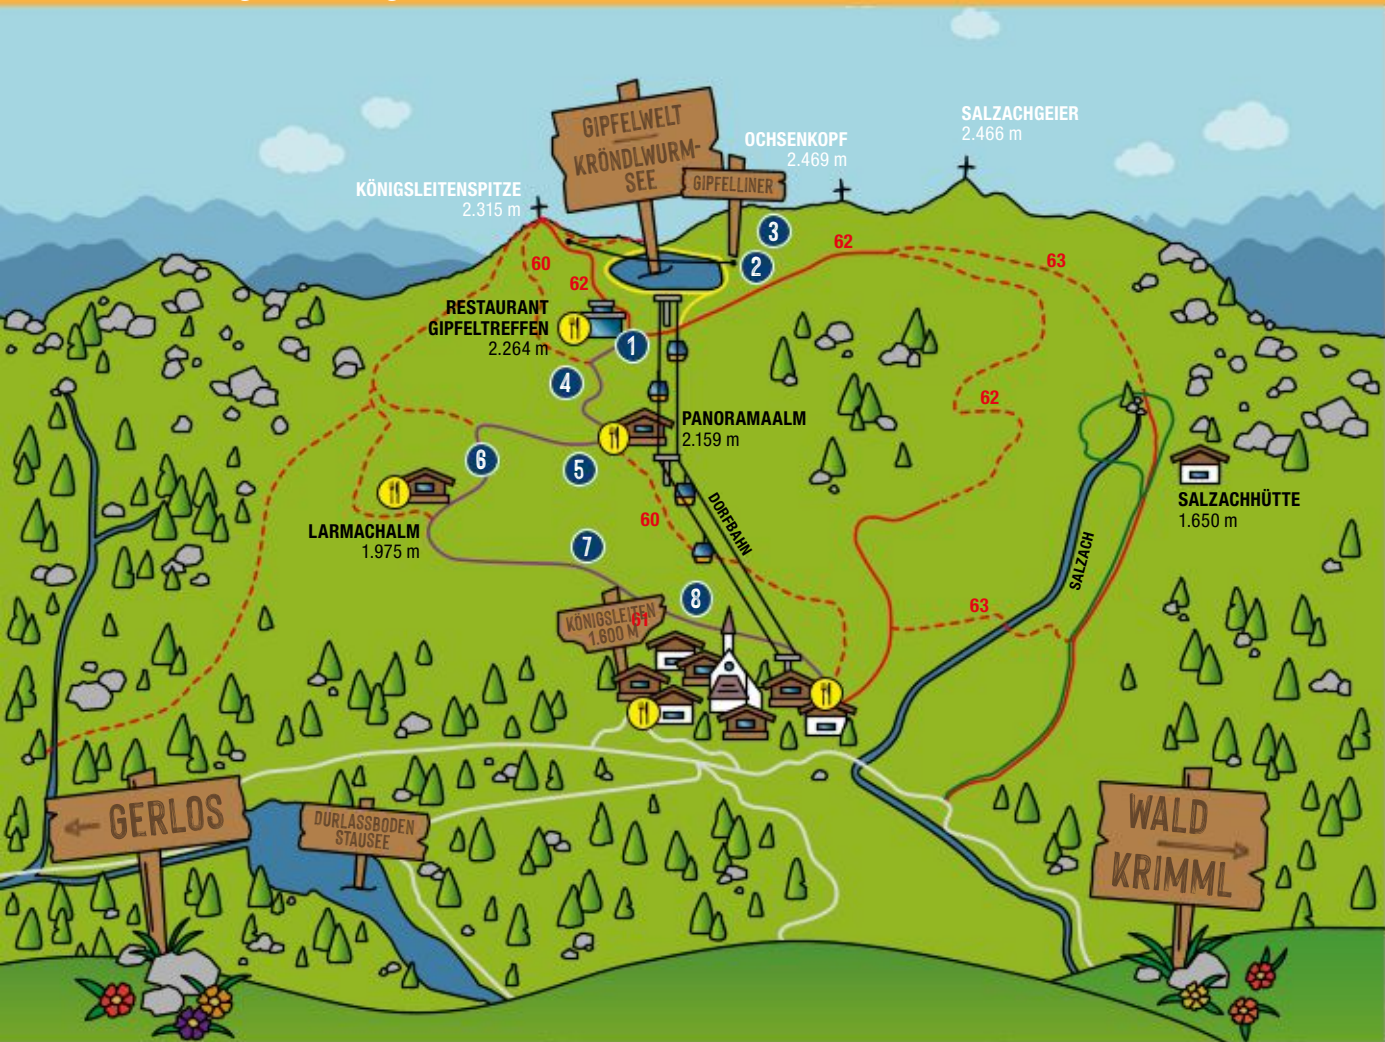 SALZACHGEIER
2.466 m
OCHSENKOPF
2.469 m
GIPFELWELT
KRÖNDLWURM-
SEE
GIPFELLINER
KÖNIGSLEITENSPITZE
2.315 m
3
62
2
63
60
62
RESTAURANT
GIPFELTREFFEN
2.264 m
1
4
62
PANORAMAALM
2.159 m
6
5
SALZACHHÜTTE
1.650 m
DORFBAHN
60
LARMACHALM
1.975 m
7
SALZACH
8
63
KÖNIGSLEITEN
1.600 M
61
GERLOS
DURLASSBODEN
STAUSEE
WALD
KRIMML